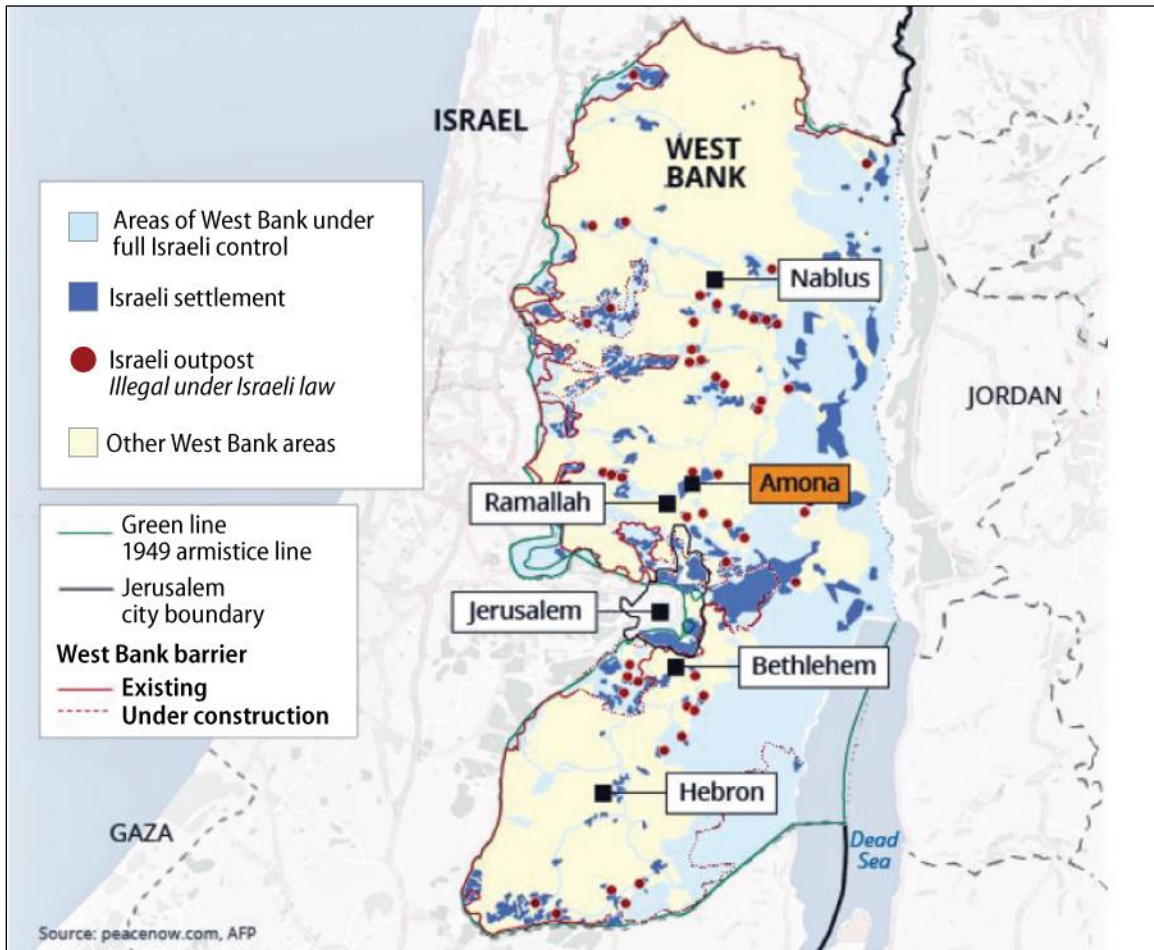 ISRAEL
WEST
BANK
Areas of West Bank under
full Israeli control
Israeli settlement
Israeli outpost
Illegal under Israeli law
Other West Bank areas
Nablus
JORDAN
Amona
Ramallah
Green line
1949 armistice line
Jerusalem
city boundary
West Bank barrier
Existing
Under construction
Jerusalem
Bethlehem
Hebron
GAZA
Dead
Sea
Source: peacenow.com, AFP